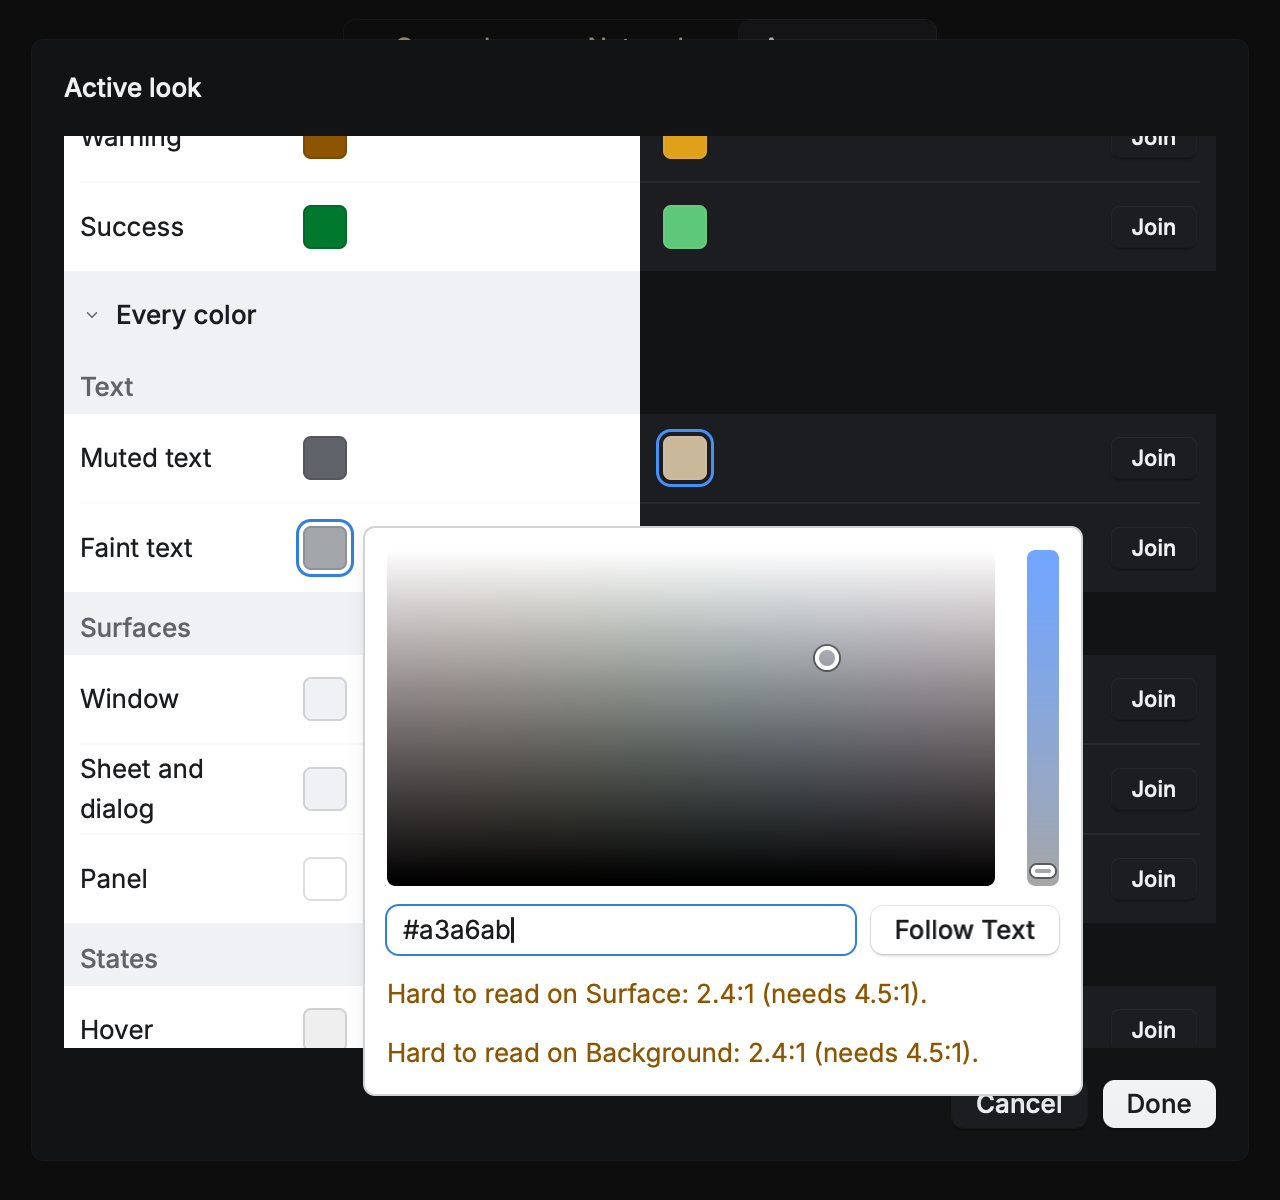 Active look
Warning
Join
Success
Join
Every color
Text
Muted text
Join
Faint text
Join
Surfaces
Window
Join
Sheet and
dialog
Join
Panel
Join
#a3a6ab
Follow Text
States
Hard to read on Surface: 2.4:1 (needs 4.5:1).
Hover
Join
Hard to read on Background: 2.4:1 (needs 4.5:1).
Cancel
Done